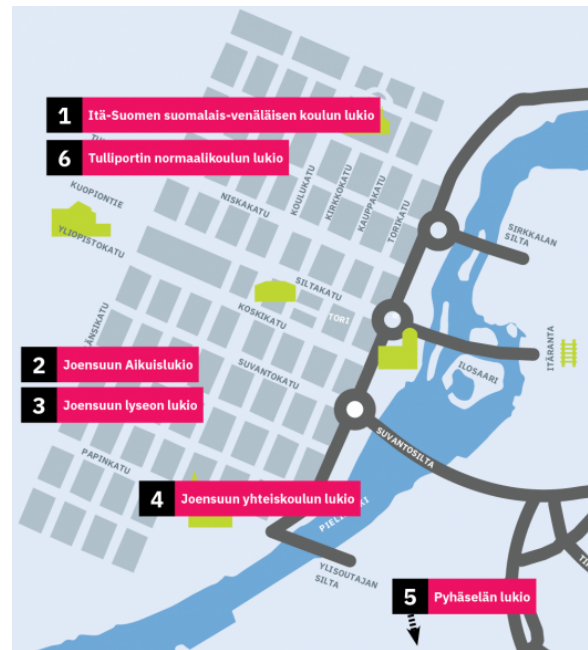 1 Itä-Suomen suomalais-venäläisen koulun lukio
6 Tulliportin normaalikoulun lukio
KUOPIONTIE
YLIOPISTOKATU
NISKAKATU
KOULUKATU
KIRKKOKATU
KAUPPAKATU
TORIKATU
SIRKKALAN
SILTA
SILTAKATU
KOSKIKATU
TORI
ITÄRANTA
ILOSAARI
SUVANTOKATU
2 Joensuun Aikuislukio
3 Joensuun lyseon lukio
SUVANTOSILTA
PAPINKATU
4 Joensuun yhteiskoulun lukio
YLISOUTAJAN
SILTA
5 Pyhäselän lukio